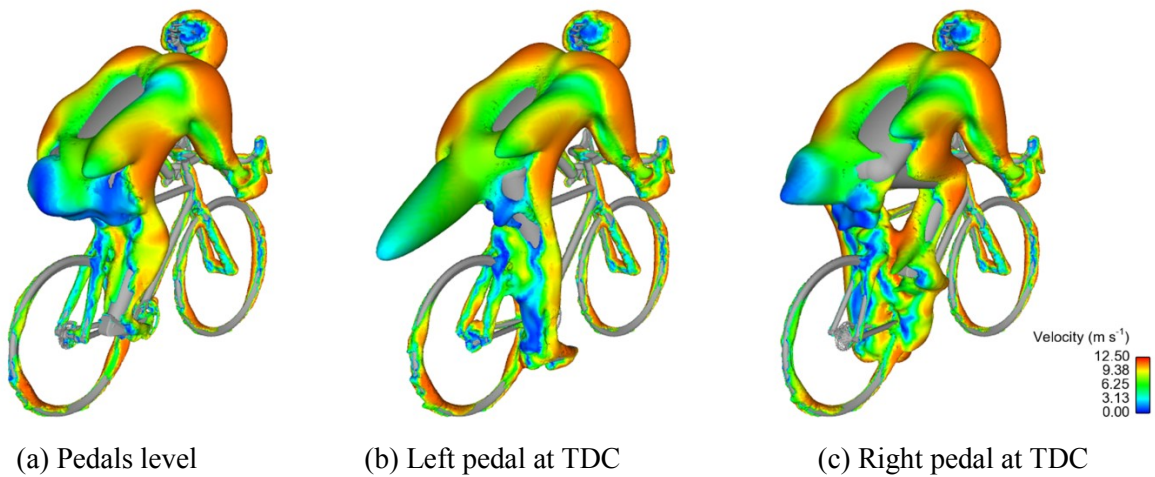 Velocity (m s⁻¹)
12.50
9.38
6.25
3.13
0.00
(a) Pedals level
(b) Left pedal at TDC
(c) Right pedal at TDC